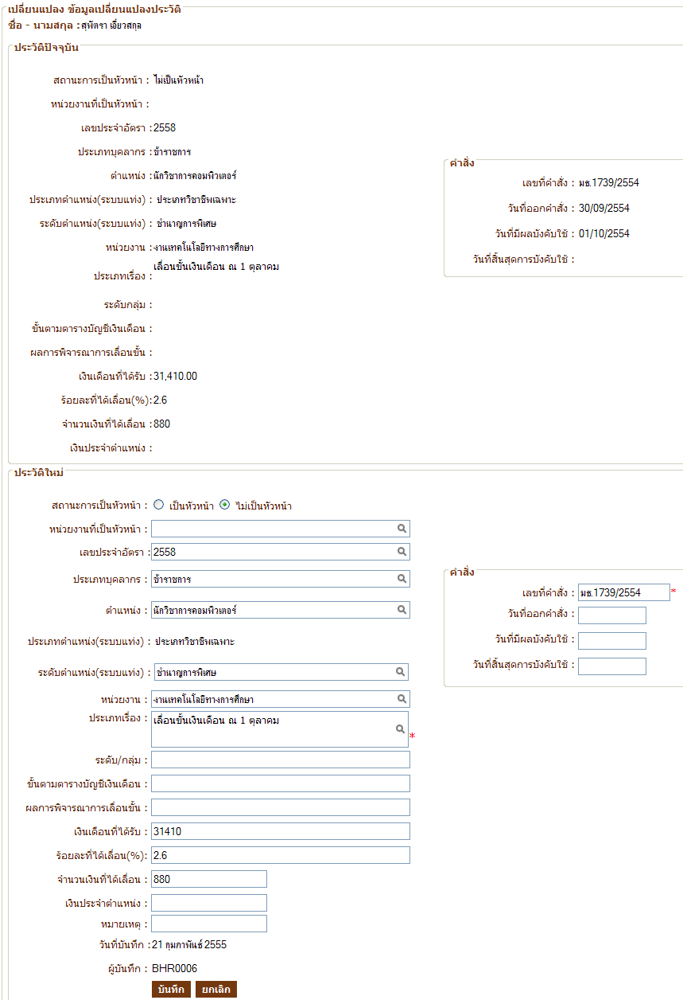 เปลี่ยนแปลง ข้อมูลเปลี่ยนแปลงประวัติ
ชื่อ - นามสกุล :สุพัตรา เอี่ยวสกุล
ประวัติปัจจุบัน
สถานะการเป็นหัวหน้า : ไม่เป็นหัวหน้า
หน่วยงานที่เป็นหัวหน้า :
เลขประจำอัตรา :2558
ประเภทบุคลากร :ข้าราชการ
ตำแหน่ง :นักวิชาการคอมพิวเตอร์
ประเภทตำแหน่ง(ระบบแท่ง) : ประเภทวิชาชีพเฉพาะ
ระดับตำแหน่ง(ระบบแท่ง) : ชำนาญการพิเศษ
หน่วยงาน :งานเทคโนโลยีทางการศึกษา
ประเภทเรื่อง : เลื่อนขั้นเงินเดือน ณ 1 ตุลาคม
ระดับกลุ่ม :
ขั้นตามตารางบัญชีเงินเดือน :
ผลการพิจารณาการเลื่อนขั้น :
เงินเดือนที่ได้รับ :31,410.00
ร้อยละที่ได้เลื่อน(%):2.6
จำนวนเงินที่ได้เลื่อน :880
เงินประจำตำแหน่ง :
คำสั่ง
เลขที่คำสั่ง : มธ.1739/2554
วันที่ออกคำสั่ง : 30/09/2554
วันที่มีผลบังคับใช้ : 01/10/2554
วันที่สิ้นสุดการบังคับใช้ :
ประวัติใหม่
สถานะการเป็นหัวหน้า : เป็นหัวหน้า ไม่เป็นหัวหน้า
หน่วยงานที่เป็นหัวหน้า :
เลขประจำอัตรา :2558
ประเภทบุคลากร : ข้าราชการ
ตำแหน่ง : นักวิชาการคอมพิวเตอร์
ประเภทตำแหน่ง(ระบบแท่ง) : ประเภทวิชาชีพเฉพาะ
ระดับตำแหน่ง(ระบบแท่ง) : ชำนาญการพิเศษ
หน่วยงาน : งานเทคโนโลยีทางการศึกษา
ประเภทเรื่อง : เลื่อนขั้นเงินเดือน ณ 1 ตุลาคม *
ระดับ/กลุ่ม :
ขั้นตามตารางบัญชีเงินเดือน :
ผลการพิจารณาการเลื่อนขั้น :
เงินเดือนที่ได้รับ : 31410
ร้อยละที่ได้เลื่อน(%): 2.6
จำนวนเงินที่ได้เลื่อน : 880
เงินประจำตำแหน่ง :
หมายเหตุ :
วันที่บันทึก :21 กุมภาพันธ์ 2555
ผู้บันทึก : BHR0006
บันทึก ยกเลิก
คำสั่ง
เลขที่คำสั่ง : มธ.1739/2554 *
วันที่ออกคำสั่ง :
วันที่มีผลบังคับใช้ :
วันที่สิ้นสุดการบังคับใช้ :